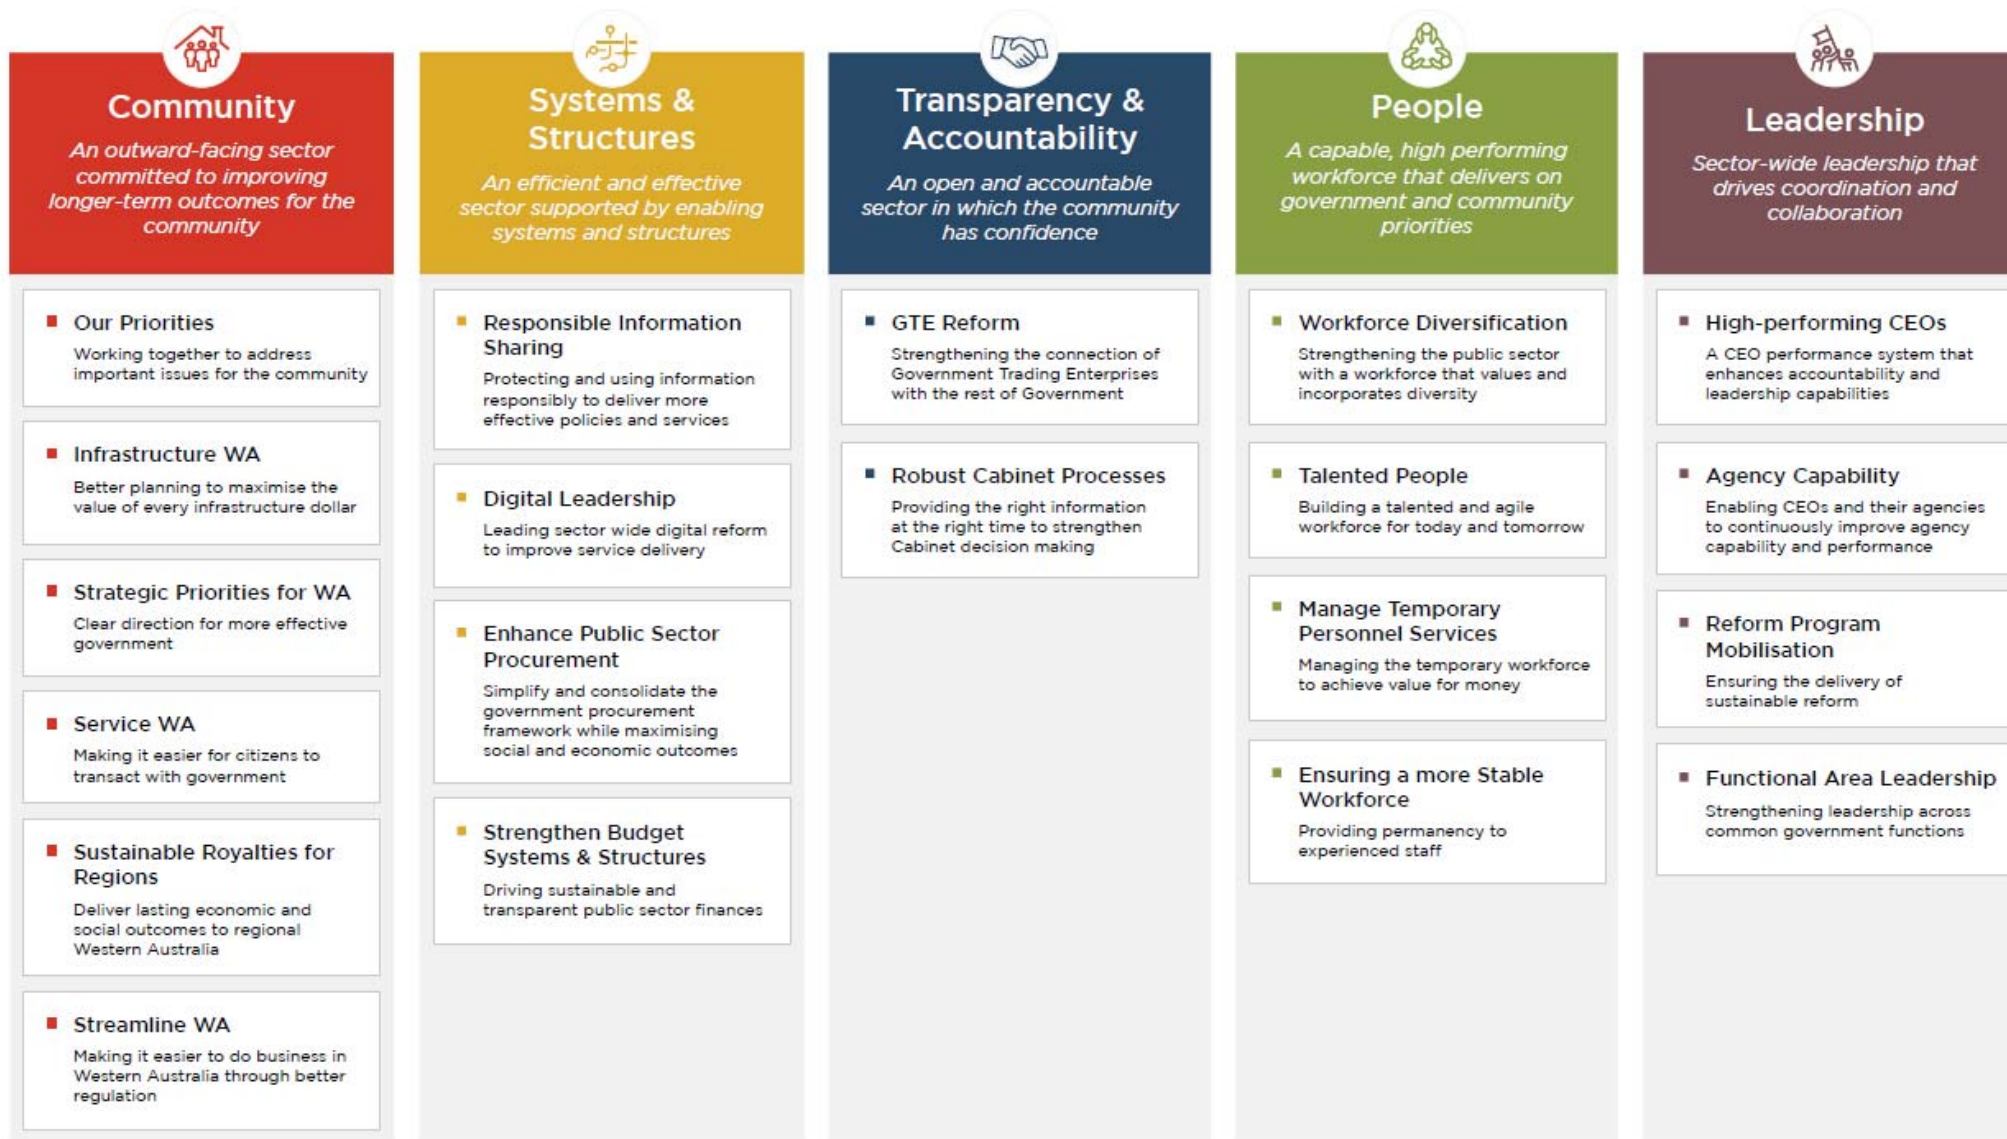 Community
An outward-facing sector
committed to improving
longer-term outcomes for the
community
Our Priorities
Working together to address
important issues for the community
Infrastructure WA
Better planning to maximise the
value of every infrastructure dollar
Strategic Priorities for WA
Clear direction for more effective
government
Service WA
Making it easier for citizens to
transact with government
Sustainable Royalties for
Regions
Deliver lasting economic and
social outcomes to regional
Western Australia
Streamline WA
Making it easier to do business in
Western Australia through better
regulation
Systems &
Structures
An efficient and effective
sector supported by enabling
systems and structures
Responsible Information
Sharing
Protecting and using information
responsibly to deliver more
effective policies and services
Digital Leadership
Leading sector wide digital reform
to improve service delivery
Enhance Public Sector
Procurement
Simplify and consolidate the
government procurement
framework while maximising
social and economic outcomes
Strengthen Budget
Systems & Structures
Driving sustainable and
transparent public sector finances
Transparency &
Accountability
An open and accountable
sector in which the community
has confidence
GTE Reform
Strengthening the connection of
Government Trading Enterprises
with the rest of Government
Robust Cabinet Processes
Providing the right information
at the right time to strengthen
Cabinet decision making
People
A capable, high performing
workforce that delivers on
government and community
priorities
Workforce Diversification
Strengthening the public sector
with a workforce that values and
incorporates diversity
Talented People
Building a talented and agile
workforce for today and tomorrow
Manage Temporary
Personnel Services
Managing the temporary workforce
to achieve value for money
Ensuring a more Stable
Workforce
Providing permanency to
experienced staff
Leadership
Sector-wide leadership that
drives coordination and
collaboration
High-performing CEOs
A CEO performance system that
enhances accountability and
leadership capabilities
Agency Capability
Enabling CEOs and their agencies
to continuously improve agency
capability and performance
Reform Program
Mobilisation
Ensuring the delivery of
sustainable reform
Functional Area Leadership
Strengthening leadership across
common government functions